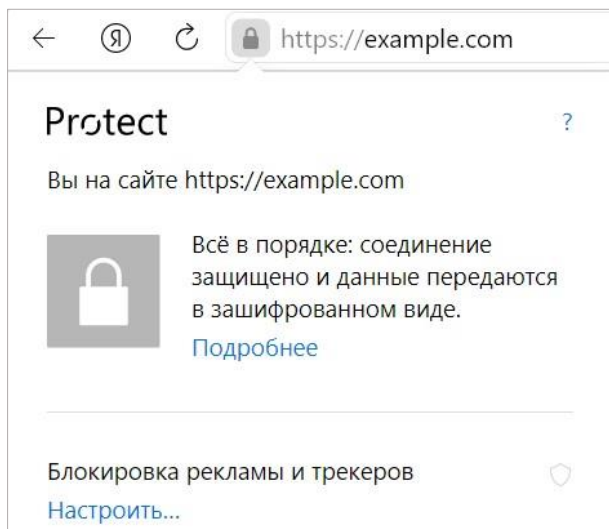 Я https://example.com
Protect ?
Вы на сайте https://example.com
Всё в порядке: соединение
защищено и данные передаются
в зашифрованном виде.
Подробнее
Блокировка рекламы и трекеров
Настроить...